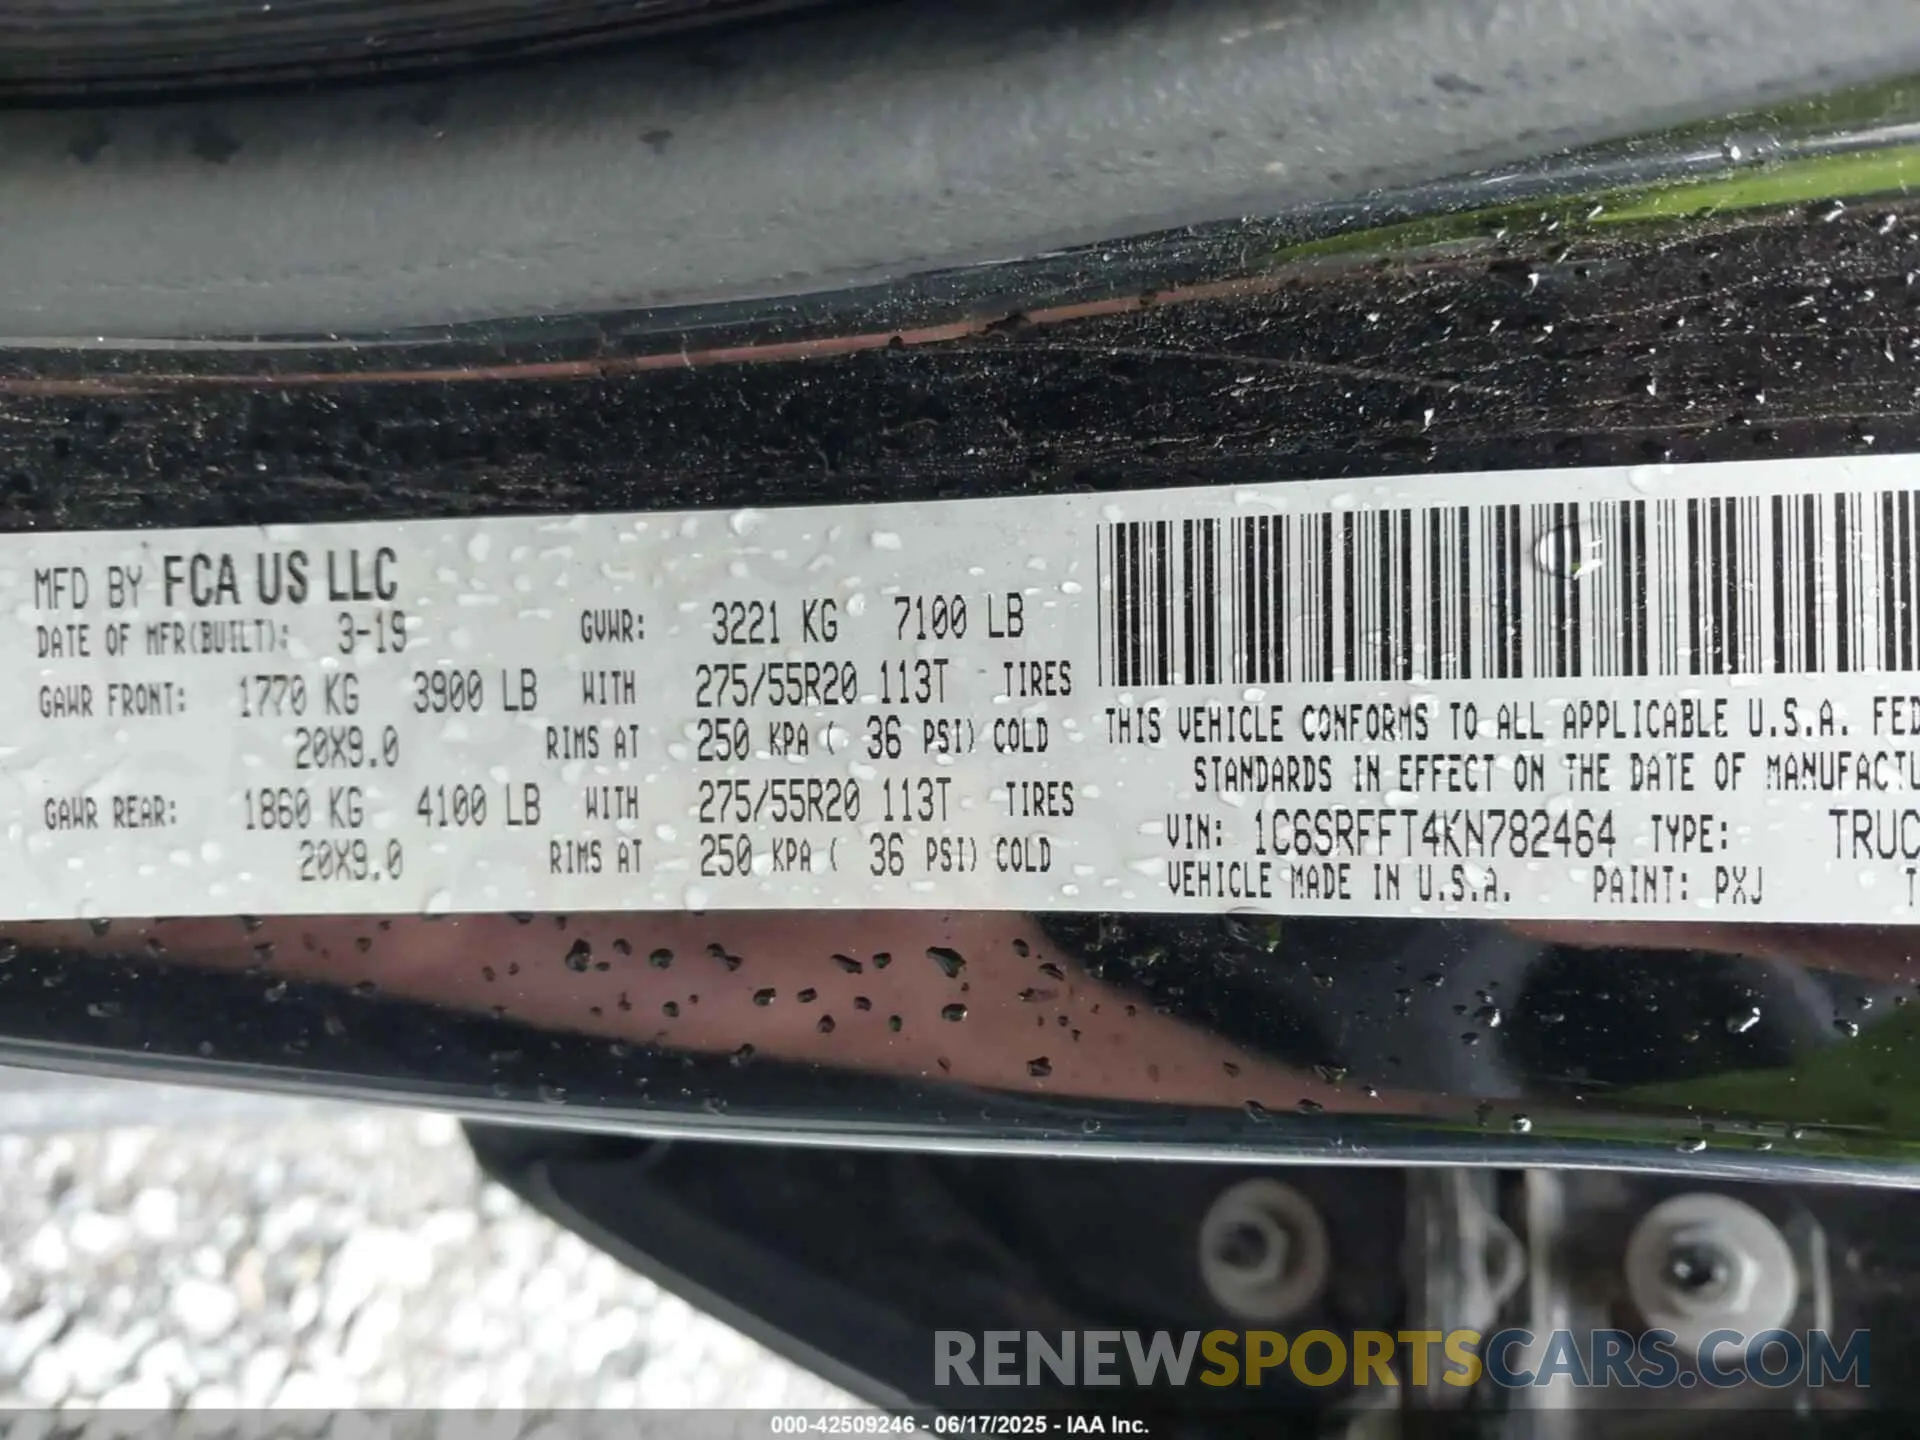 MFD BY FCA US LLC
DATE OF MFR(BUILT): 3-19 GVWR: 3221 KG 7100 LB
GAWR FRONT: 1770 KG 3900 LB WITH 275/55R20 113T TIRES
20X9.0 RIMS AT 250 KPA ( 36 PSI) COLD
GAWR REAR: 1860 KG 4100 LB WITH 275/55R20 113T TIRES
20X9.0 RIMS AT 250 KPA ( 36 PSI) COLD
THIS VEHICLE CONFORMS TO ALL APPLICABLE U.S.A. FED
STANDARDS IN EFFECT ON THE DATE OF MANUFACTU
VIN: 1C6SRFFT4KN782464 TYPE: TRUC
VEHICLE MADE IN U.S.A. PAINT: PXJ T
RENEWSPORTSCARS.COM
000-42509246 - 06/17/2025 - IAA Inc.